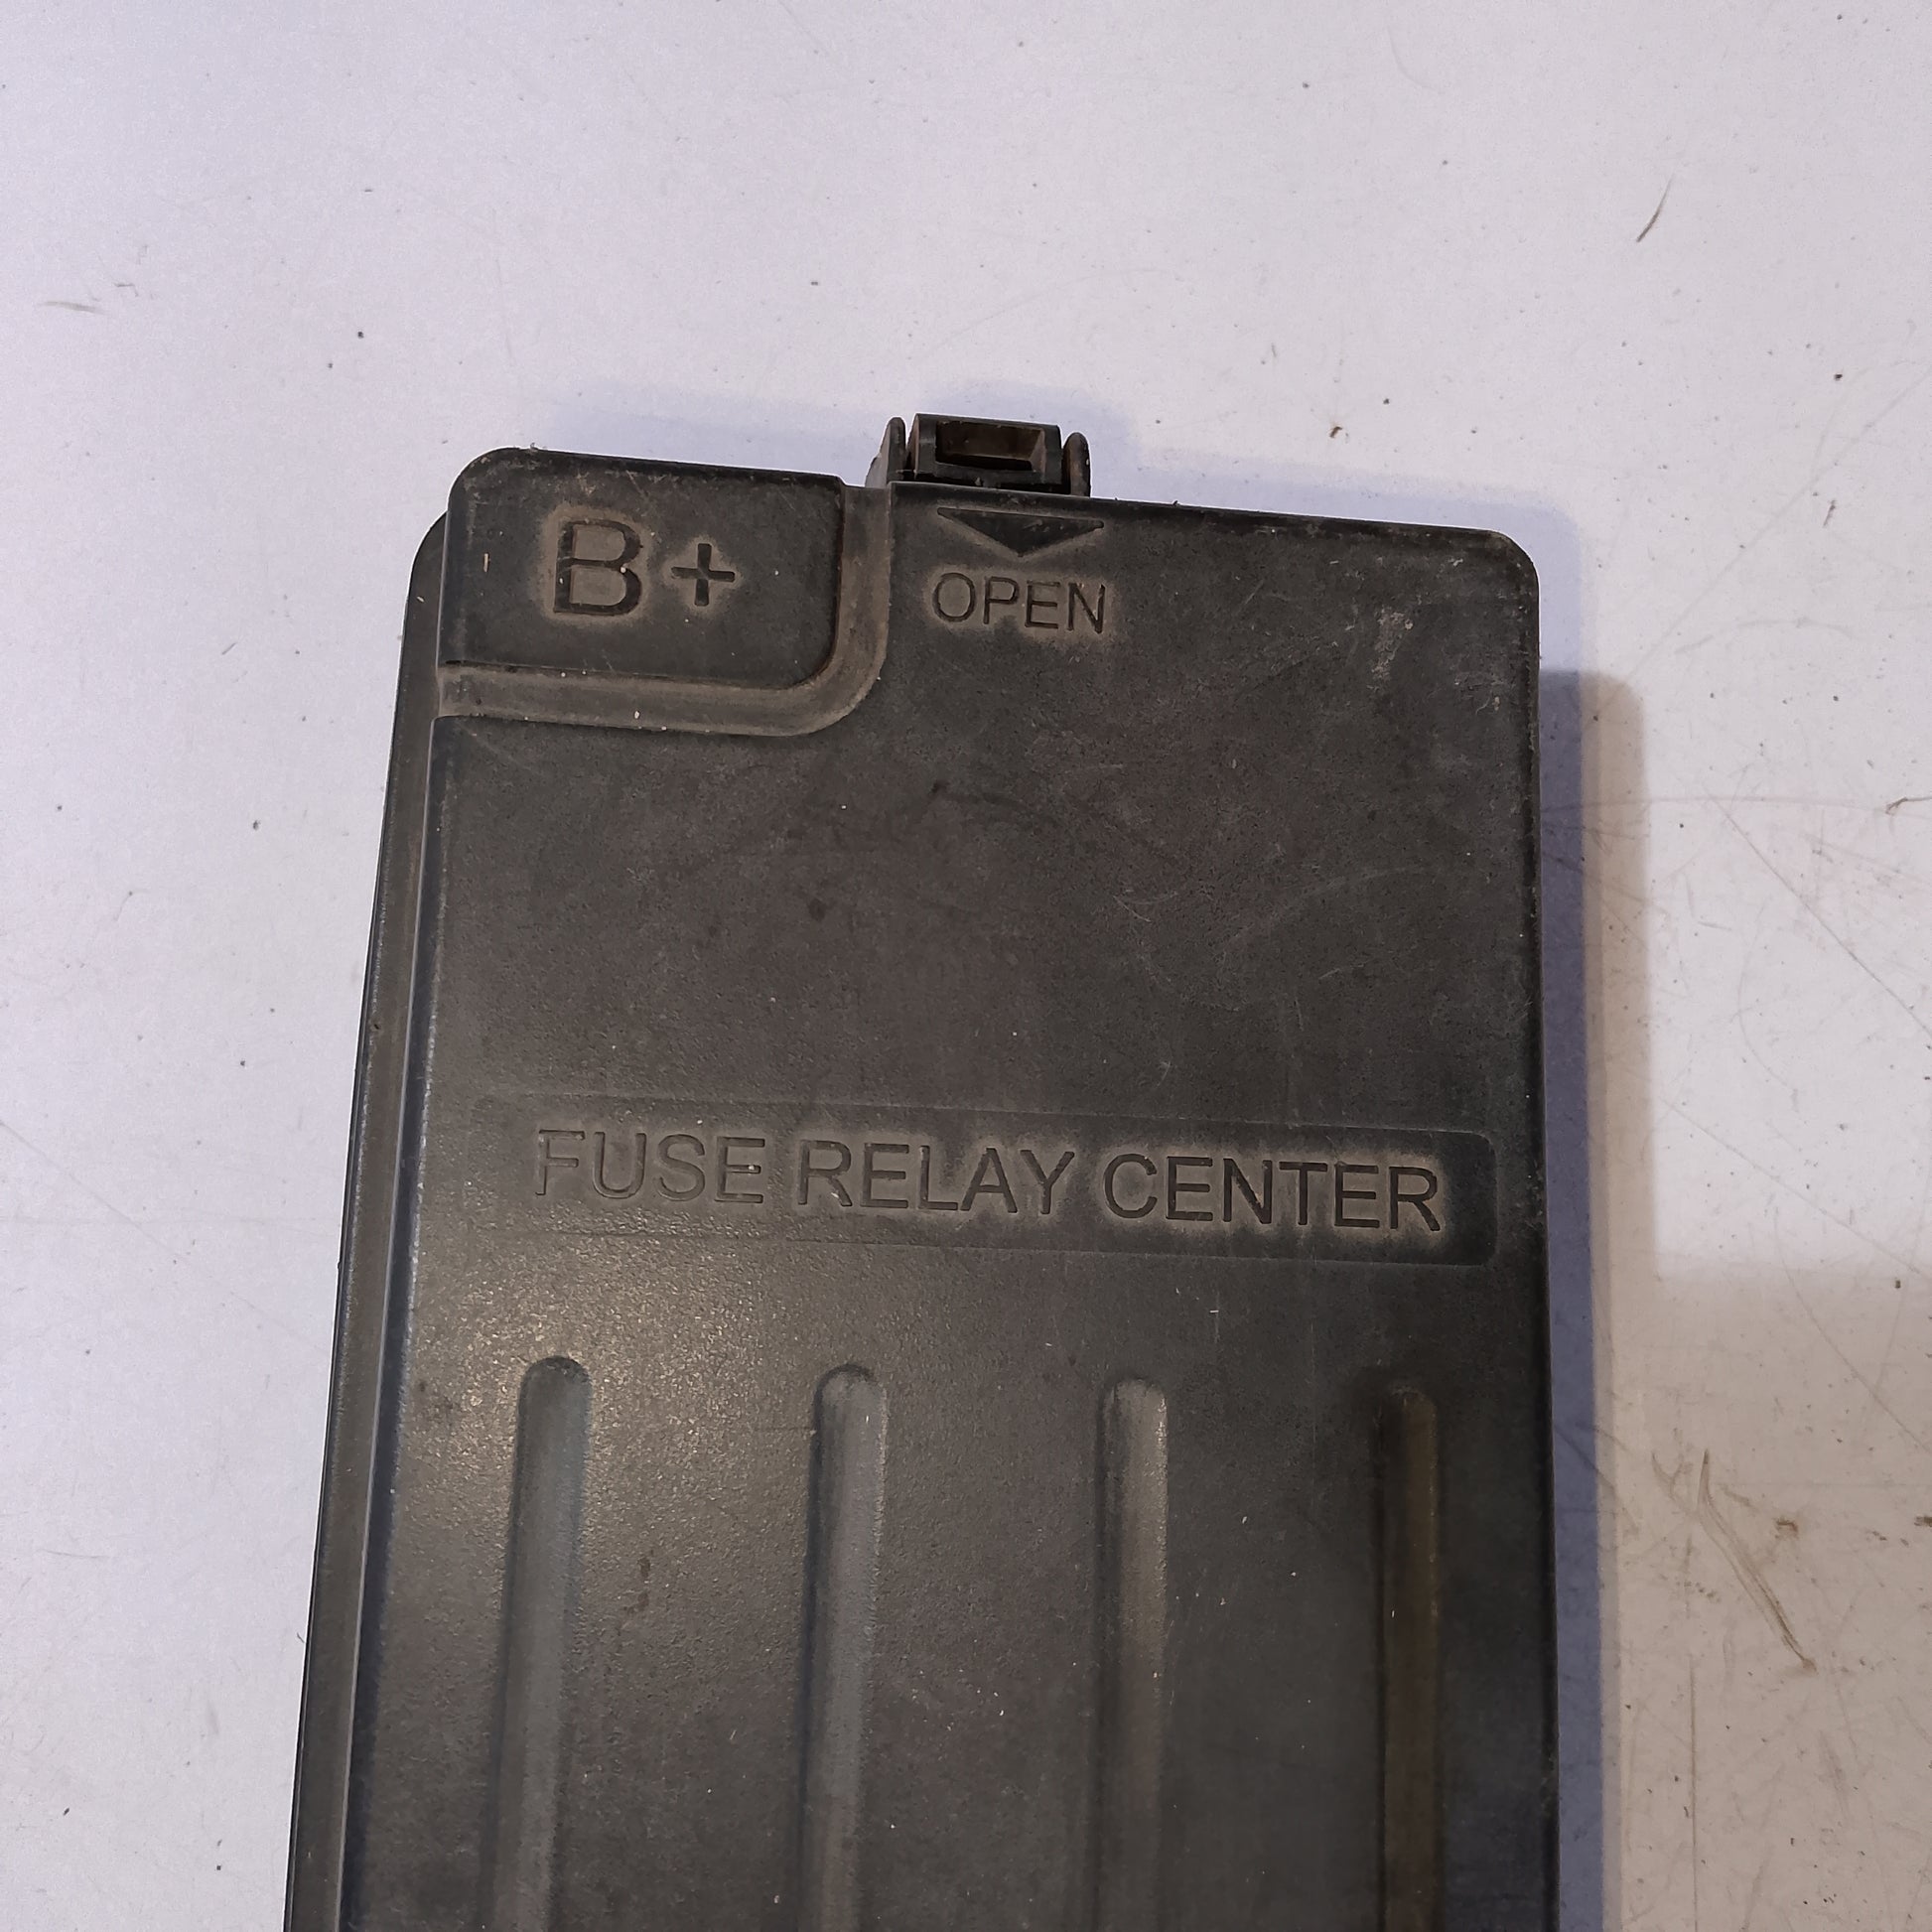 B+
OPEN
FUSE RELAY CENTER